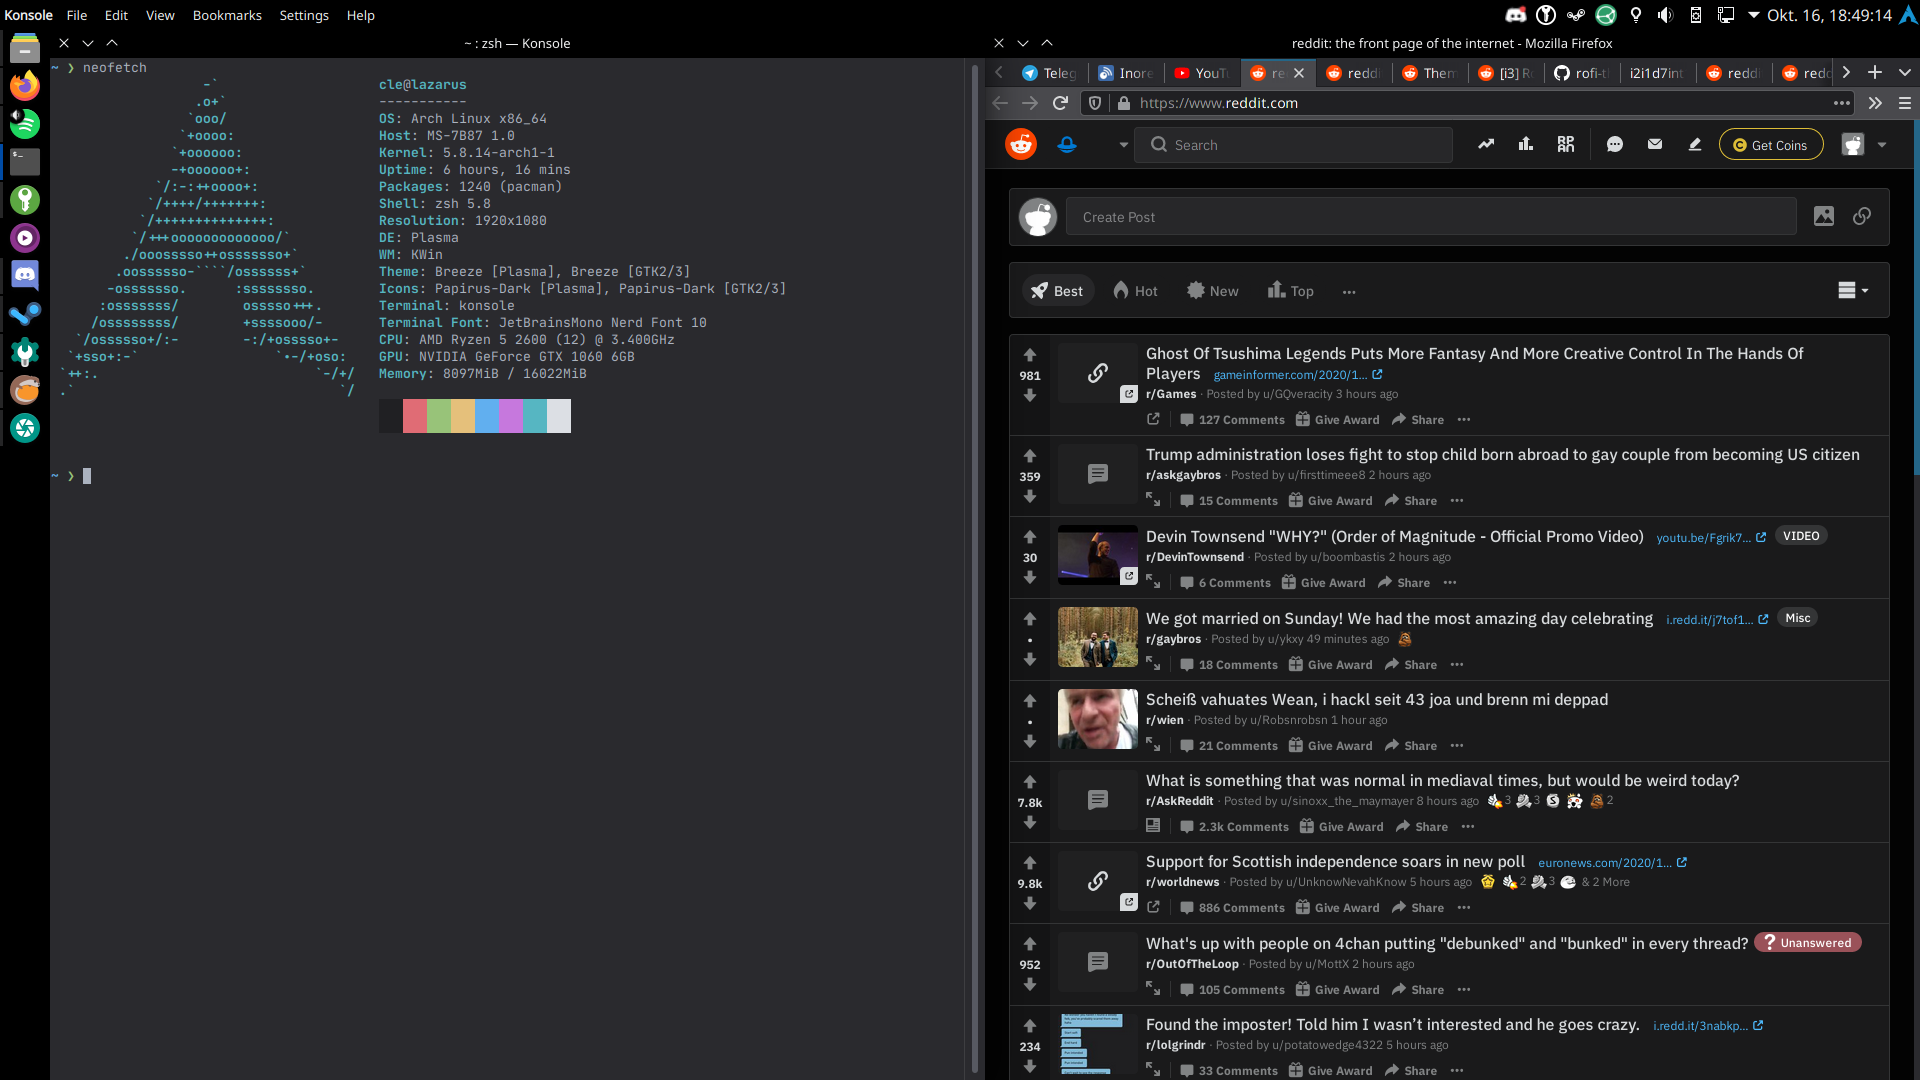 Konsole File Edit View Bookmarks Settings Help
Okt. 16, 18:49:14
~ : zsh — Konsole
~ ❯ neofetch
cle@lazarus
-----------
OS: Arch Linux x86_64
Host: MS-7B87 1.0
Kernel: 5.8.14-arch1-1
Uptime: 6 hours, 16 mins
Packages: 1240 (pacman)
Shell: zsh 5.8
Resolution: 1920x1080
DE: Plasma
WM: KWin
Theme: Breeze [Plasma], Breeze [GTK2/3]
Icons: Papirus-Dark [Plasma], Papirus-Dark [GTK2/3]
Terminal: konsole
Terminal Font: JetBrainsMono Nerd Font 10
CPU: AMD Ryzen 5 2600 (12) @ 3.400GHz
GPU: NVIDIA GeForce GTX 1060 6GB
Memory: 8097MiB / 16022MiB
~ ❯
reddit: the front page of the internet - Mozilla Firefox
Teleg Inore YouT re reddi Them [i3] Ro rofi-t i2i1d7int reddi redd
https://www.reddit.com
Search
Get Coins
Create Post
Best Hot New Top
981
Ghost Of Tsushima Legends Puts More Fantasy And More Creative Control In The Hands Of
Players gameinformer.com/2020/1...
r/Games · Posted by u/GQveracity 3 hours ago
127 Comments Give Award Share
359
Trump administration loses fight to stop child born abroad to gay couple from becoming US citizen
r/askgaybros · Posted by u/firsttimeee8 2 hours ago
15 Comments Give Award Share
30
Devin Townsend "WHY?" (Order of Magnitude - Official Promo Video) youtu.be/Fgrik7... VIDEO
r/DevinTownsend · Posted by u/boombastis 2 hours ago
6 Comments Give Award Share
•
We got married on Sunday! We had the most amazing day celebrating i.redd.it/j7tof1... Misc
r/gaybros · Posted by u/ykxy 49 minutes ago
18 Comments Give Award Share
•
Scheiß vahuates Wean, i hackl seit 43 joa und brenn mi deppad
r/wien · Posted by u/Robsnrobsn 1 hour ago
21 Comments Give Award Share
7.8k
What is something that was normal in mediaval times, but would be weird today?
r/AskReddit · Posted by u/sinoxx_the_maymayer 8 hours ago 3 3 2
2.3k Comments Give Award Share
9.8k
Support for Scottish independence soars in new poll euronews.com/2020/1...
r/worldnews · Posted by u/UnknowNevahKnow 5 hours ago 2 3 & 2 More
886 Comments Give Award Share
952
What's up with people on 4chan putting "debunked" and "bunked" in every thread? ? Unanswered
r/OutOfTheLoop · Posted by u/MottX 2 hours ago
105 Comments Give Award Share
234
Found the imposter! Told him I wasn’t interested and he goes crazy. i.redd.it/3nabkp...
r/lolgrindr · Posted by u/potatowedge4322 5 hours ago
33 Comments Give Award Share